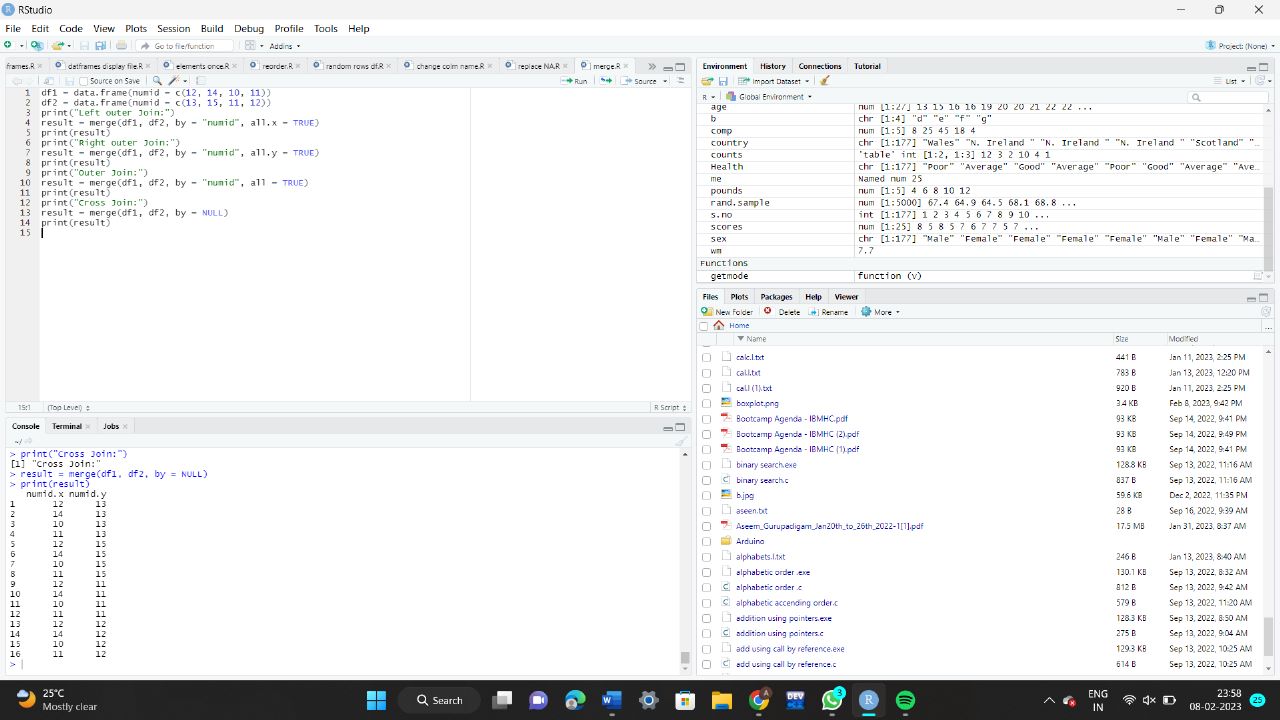 RStudio
File Edit Code View Plots Session Build Debug Profile Tools Help
Go to file/function Addins Project: (None)
frames.R datframes display file.R elements once.R reorder.R random rows df.R change colm name.R replace NA.R merge.R
Source on Save Run Source
1 df1 = data.frame(numid = c(12, 14, 10, 11))
2 df2 = data.frame(numid = c(13, 15, 11, 12))
3 print("Left outer Join:")
4 result = merge(df1, df2, by = "numid", all.x = TRUE)
5 print(result)
6 print("Right outer Join:")
7 result = merge(df1, df2, by = "numid", all.y = TRUE)
8 print(result)
9 print("Outer Join:")
10 result = merge(df1, df2, by = "numid", all = TRUE)
11 print(result)
12 print("Cross Join:")
13 result = merge(df1, df2, by = NULL)
14 print(result)
15
15:1 (Top Level) R Script
Console Terminal Jobs
~/
> print("Cross Join:")
[1] "Cross Join:"
> result = merge(df1, df2, by = NULL)
> print(result)
numid.x numid.y
1 12 13
2 14 13
3 10 13
4 11 13
5 12 15
6 14 15
7 10 15
8 11 15
9 12 11
10 14 11
11 10 11
12 11 11
13 12 12
14 14 12
15 10 12
16 11 12
>
Environment History Connections Tutorial
Import Dataset List
R Global Environment
age num [1:27] 13 15 16 16 19 20 20 21 22 22 ...
b chr [1:4] "d" "e" "f" "g"
comp num [1:5] 8 25 45 18 4
country chr [1:177] "Wales" "N. Ireland " "N. Ireland " "N. Ireland " "Scotland" "…
counts 'table' int [1:2, 1:3] 12 3 2 10 4 1
Health chr [1:177] "Poor" "Average" "Good" "Average" "Poor" "Good" "Average" "Ave…
me Named num 25
pounds num [1:5] 4 6 8 10 12
rand.sample num [1:5000] 67.4 64.9 64.5 68.1 68.8 ...
s.no int [1:177] 1 2 3 4 5 6 7 8 9 10 ...
scores num [1:25] 8 5 8 5 7 6 7 7 5 7 ...
sex chr [1:177] "Male" "Female" "Female" "Female" "Female" "Male" "Female" "Ma…
wm 7.7
Functions
getmode function (v)
Files Plots Packages Help Viewer
New Folder Delete Rename More
Home
Name Size Modified
calc.l.txt 441 B Jan 11, 2023, 2:25 PM
cal.l.txt 783 B Jan 13, 2023, 12:20 PM
cal.l (1).txt 920 B Jan 11, 2023, 2:25 PM
boxplot.png 3.4 KB Feb 8, 2023, 9:42 PM
Bootcamp Agenda - IBMHC.pdf 93 KB Sep 14, 2022, 9:41 PM
Bootcamp Agenda - IBMHC (2).pdf 93 KB Sep 14, 2022, 9:49 PM
Bootcamp Agenda - IBMHC (1).pdf 93 KB Sep 14, 2022, 9:41 PM
binary search.exe 128.8 KB Sep 13, 2022, 11:16 AM
binary search.c 837 B Sep 13, 2022, 11:16 AM
b.jpg 59.6 KB Dec 2, 2022, 11:35 PM
aseen.txt 28 B Sep 16, 2022, 9:39 AM
Aseem_Gurupadigam_Jan20th_to_26th_2022-1[1].pdf 17.5 MB Jan 31, 2023, 8:37 AM
Arduino
alphabets.l.txt 246 B Jan 13, 2023, 8:40 AM
alphabetic order .exe 130.1 KB Sep 13, 2022, 8:32 AM
alphabetic order .c 812 B Sep 13, 2022, 9:42 AM
alphabetic accending order.c 579 B Sep 13, 2022, 11:20 AM
addition using pointers.exe 128.3 KB Sep 13, 2022, 8:50 AM
addition using pointers.c 275 B Sep 13, 2022, 9:04 AM
add using call by reference.exe KB Sep 13, 2022, 10:25 AM
add using call by reference.c 314 B Sep 13, 2022, 10:25 AM
25°C
Mostly clear
Search
DEV
3
ENG
IN
23:58
08-02-2023
25